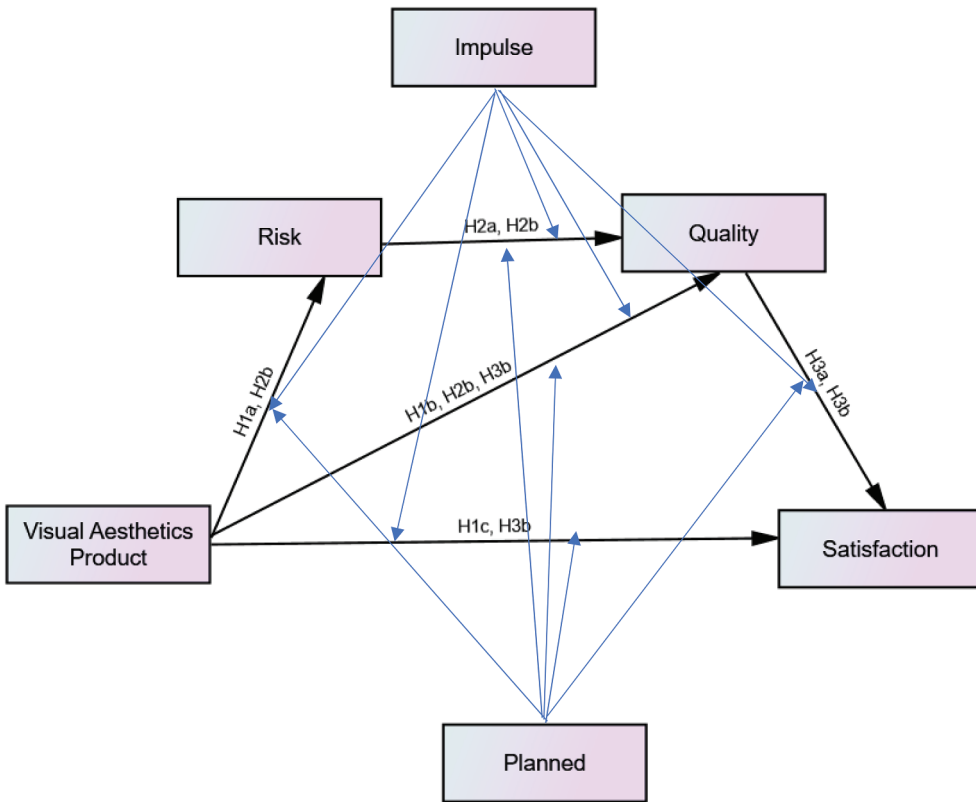 Impulse
Risk
H2a, H2b
Quality
H1a, H2b
H1b, H2b, H3b
H3a, H3b
Visual Aesthetics
Product
H1c, H3b
Satisfaction
Planned